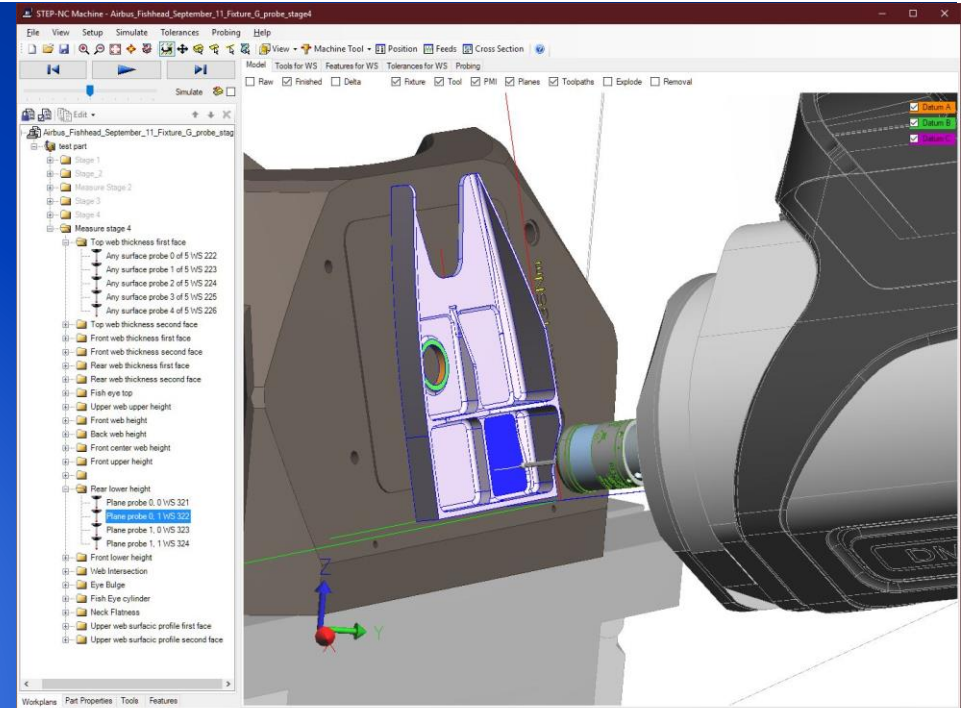 STEP-NC Machine - Airbus_Fishhead_September_11_Fixture_G_probe_stage4
File View Setup Simulate Tolerances Probing Help
View Machine Tool Position Feeds Cross Section
Model Tools for WS Features for WS Tolerances for WS Probing
Raw Finished Delta Fixture Tool PMI Planes Toolpaths Explode Removal
Simulate
Edit
Airbus_Fishhead_September_11_Fixture_G_probe_stag
test part
Stage 1
Stage_2
Measure Stage 2
Stage 3
Stage 4
Measure stage 4
Top web thickness first face
Any surface probe 0 of 5 WS 222
Any surface probe 1 of 5 WS 223
Any surface probe 2 of 5 WS 224
Any surface probe 3 of 5 WS 225
Any surface probe 4 of 5 WS 226
Top web thickness second face
Front web thickness first face
Front web thickness second face
Rear web thickness first face
Rear web thickness second face
Fish eye top
Upper web upper height
Front web height
Back web height
Front center web height
Front upper height
Rear lower height
Plane probe 0, 0 WS 321
Plane probe 0, 1 WS 322
Plane probe 1, 0 WS 323
Plane probe 1, 1 WS 324
Front lower height
Web Intersection
Eye Bulge
Fish Eye cylinder
Neck Flatness
Upper web surfacic profile first face
Upper web surfacic profile second face
Workplans Part Properties Tools Features
Datum A
Datum B
Datum C
Z
Y
X